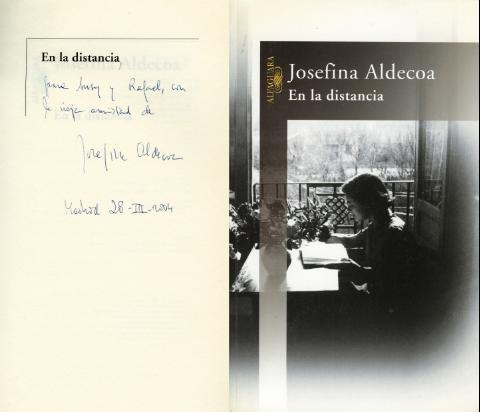 En la distancia
para Susy y Rafael, con
la vieja amistad de
Josefina Aldecoa
Madrid 28-III-2004
ALFAGUARA
Josefina Aldecoa
En la distancia